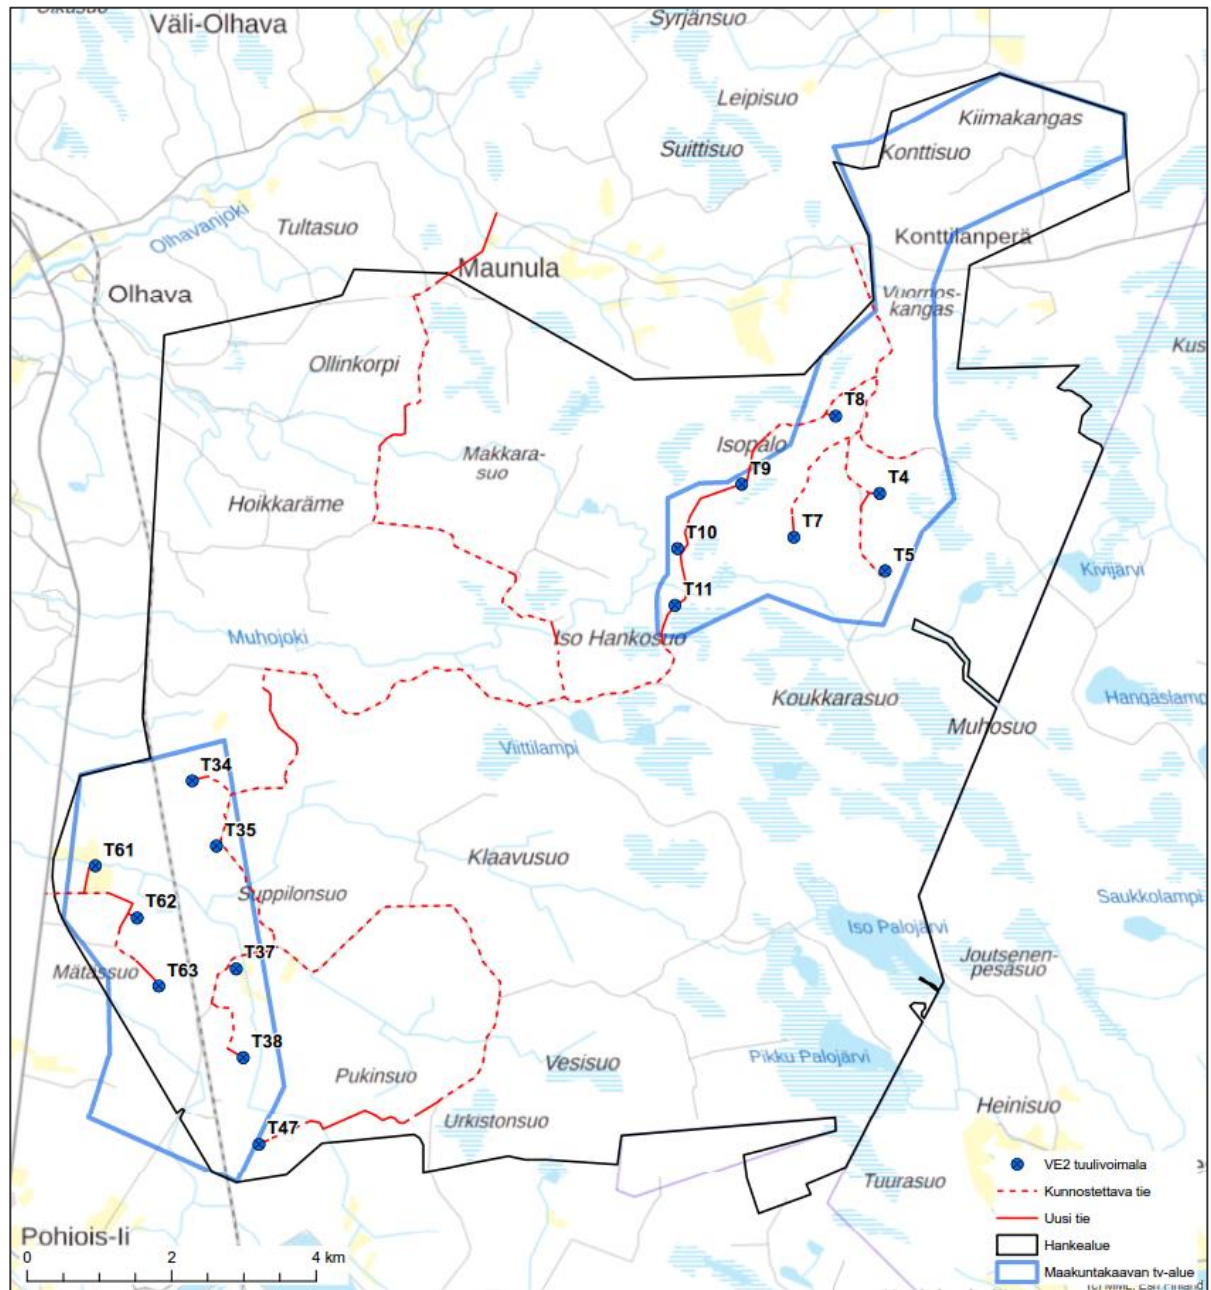 Väli-Olhava
Syrjänsuo
Leipisuo
Kiimakangas
Suittisuo
Konttisuo
Olhavanjoki
Tultasuo
Konttilanperä
Maunula
Olhava
Vuornos-
kangas
Kus
Ollinkorpi
T8
Isopalo
Makkara-
suo
T9
T4
Hoikkaräme
T7
T10
T5
Kivijärvi
T11
Muhojoki
Iso Hankosuo
Koukkarasuo
Hangaslamp
Muhosuo
Viittilampi
T34
T35
T61
Klaavusuo
Suppilonsuo
T62
Saukkolampi
Iso Palojärvi
T37
Joutsenen-
pesäsuo
Mätässuo
T63
T38
Vesisuo
Pikku Palojärvi
Pukinsuo
Heinisuo
T47
Urkistonsuo
Tuurasuo
Pohjois-Ii
0 2 4 km
VE2 tuulivoimala
Kunnostettava tie
Uusi tie
Hankealue
Maakuntakaavan tv-alue